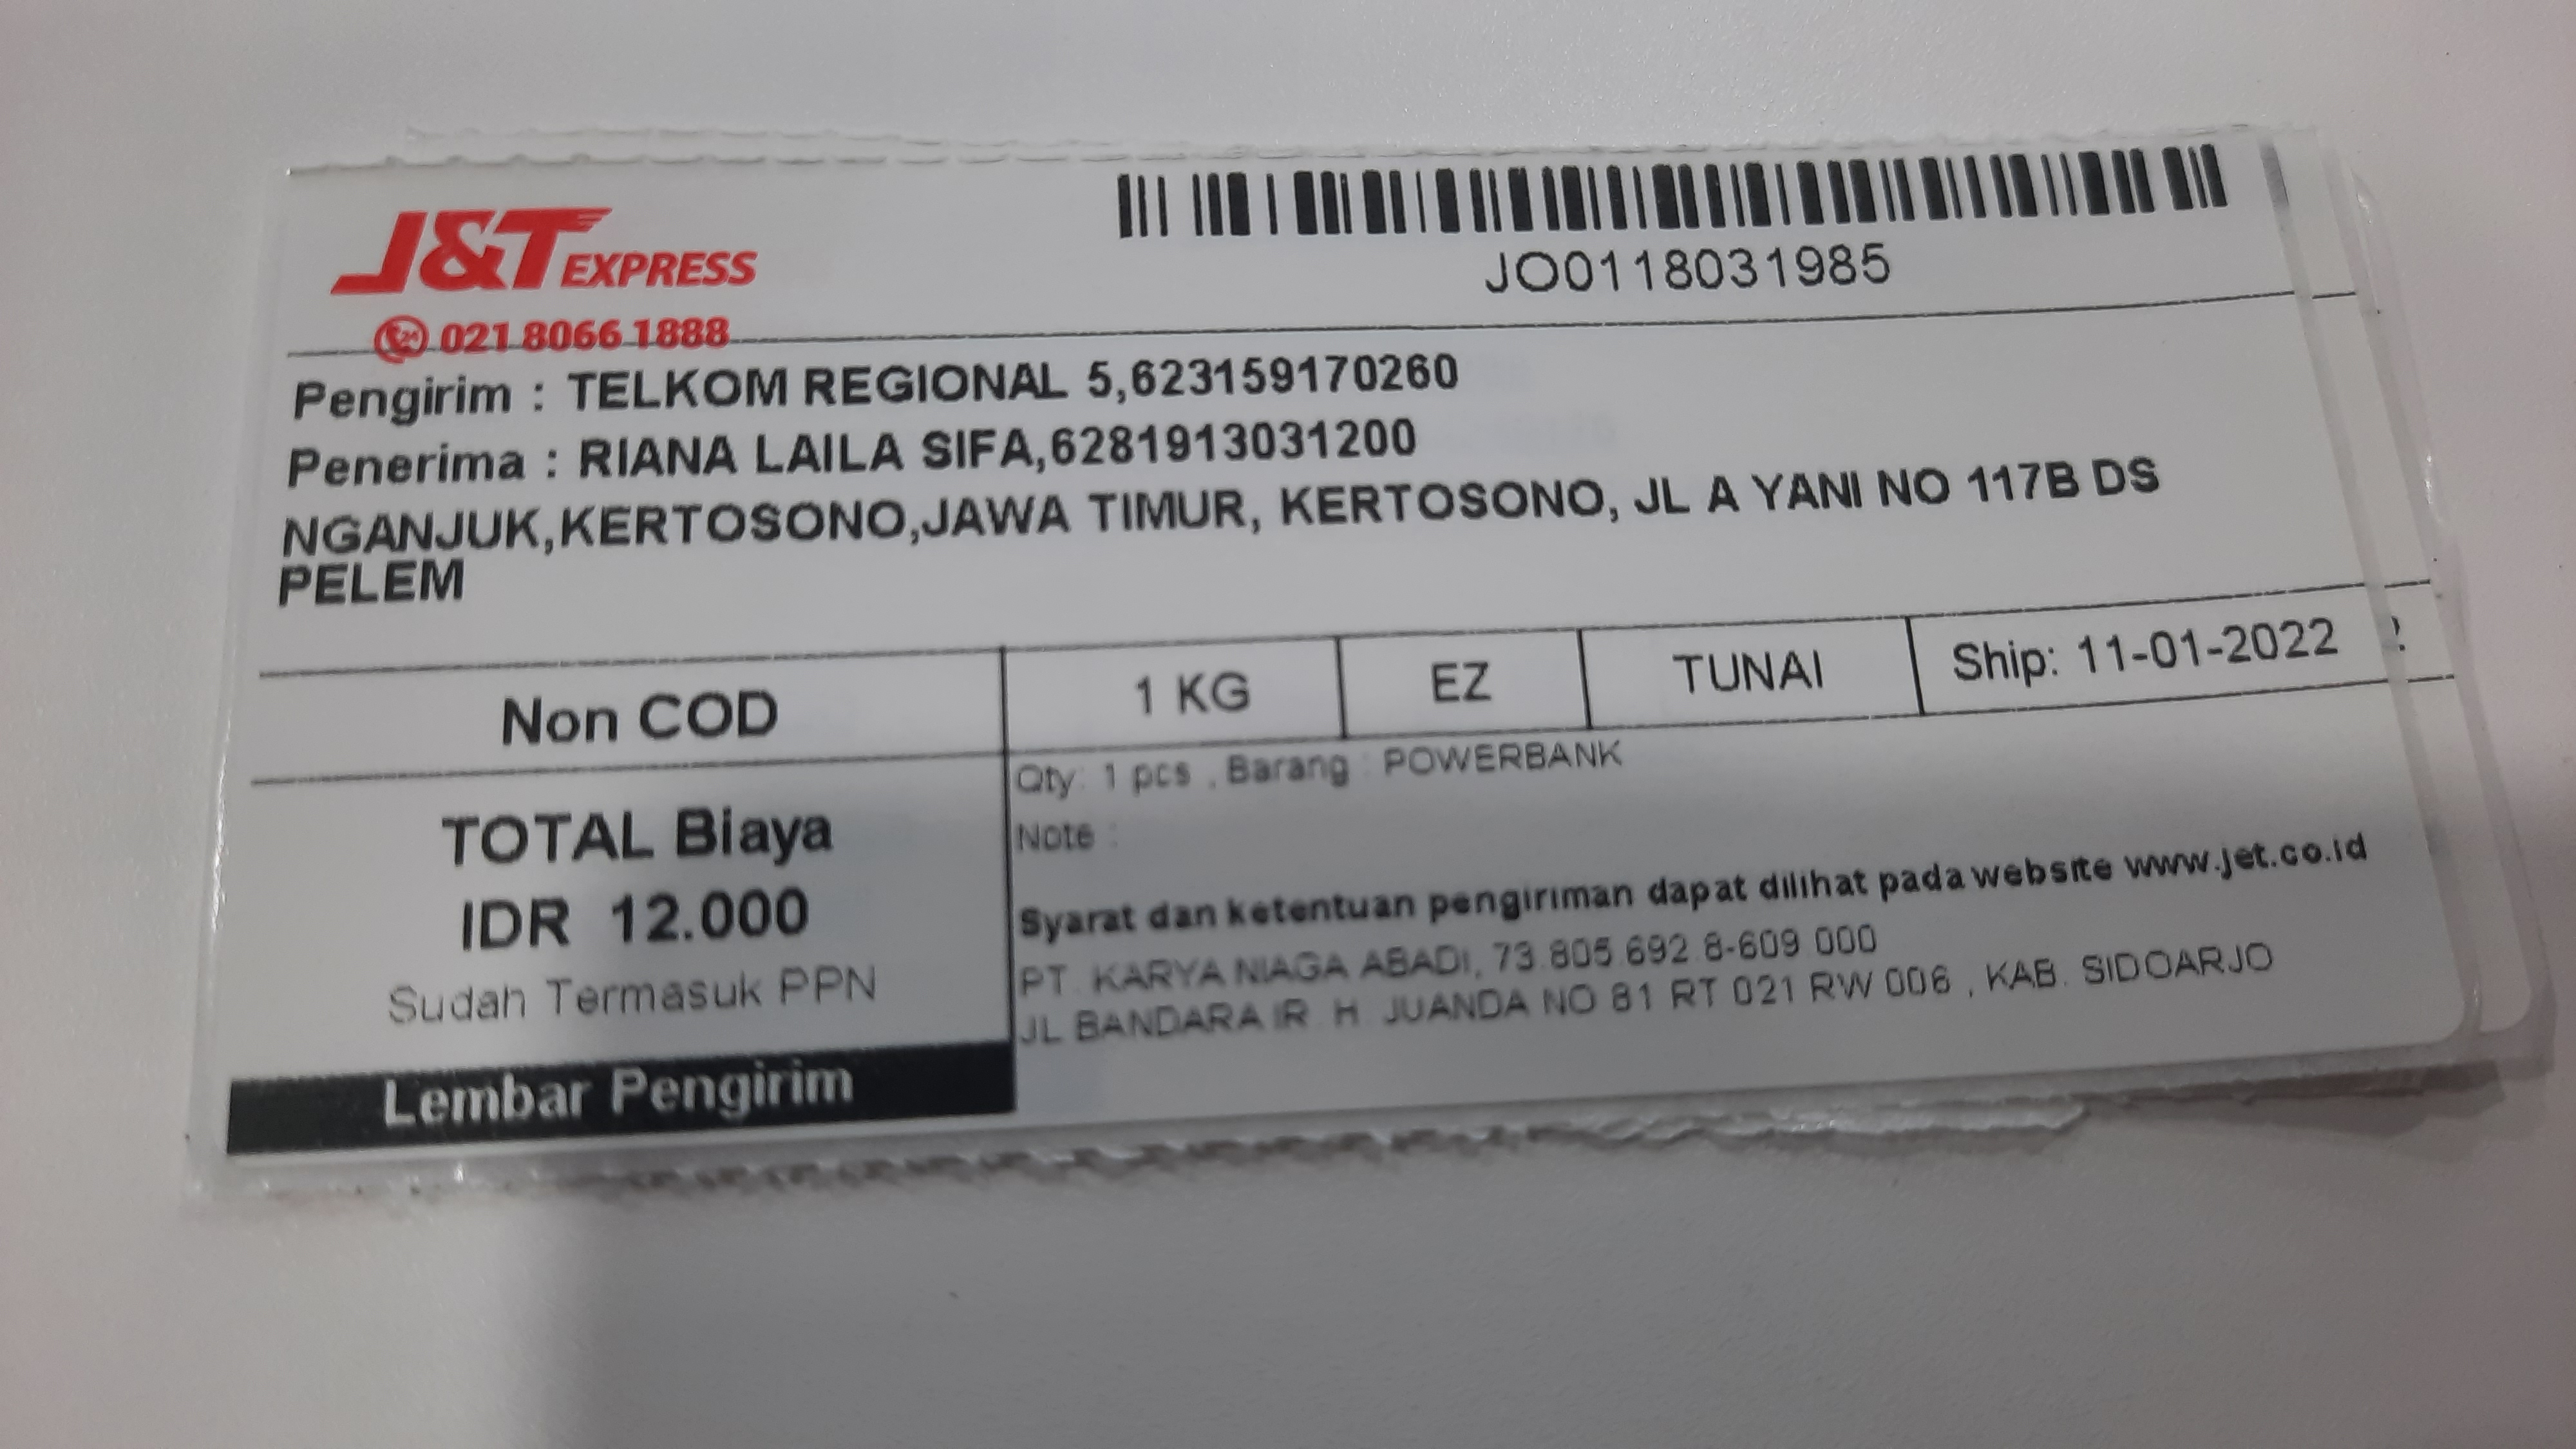 J&T EXPRESS
021 8066 1888
JO0118031985
Pengirim : TELKOM REGIONAL 5,623159170260
Penerima : RIANA LAILA SIFA,6281913031200
NGANJUK,KERTOSONO,JAWA TIMUR, KERTOSONO, JL A YANI NO 117B DS
PELEM
Non COD
1 KG
EZ
TUNAI
Ship: 11-01-2022
TOTAL Biaya
IDR 12.000
Sudah Termasuk PPN
Lembar Pengirim
Qty: 1 pcs , Barang : POWERBANK
Note :
Syarat dan ketentuan pengiriman dapat dilihat pada website www.jet.co.id
PT. KARYA NIAGA ABADI, 73.805.692.8-609.000
JL BANDARA IR. H. JUANDA NO 81 RT 021 RW 006 , KAB. SIDOARJO